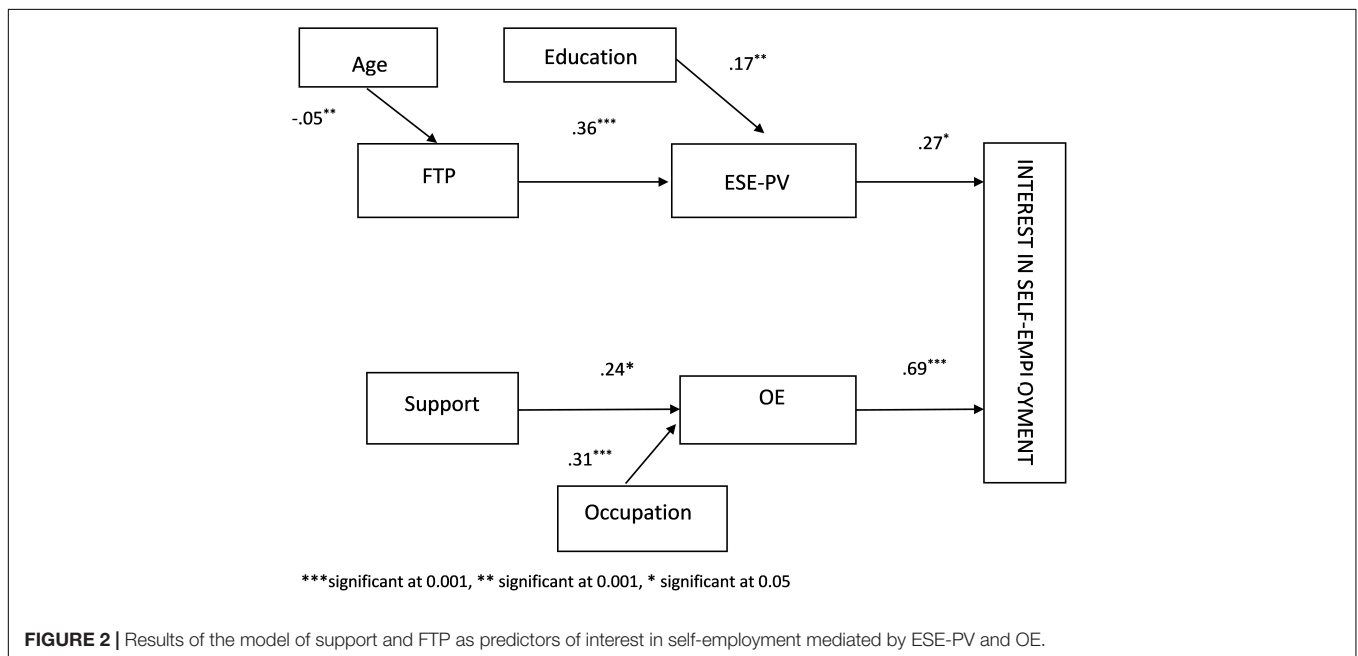 Age
Education
.17**
-.05**
.36***
.27*
FTP
ESE-PV
INTEREST IN SELF-EMPLOYMENT
.24*
.69***
Support
OE
.31***
Occupation
***significant at 0.001, ** significant at 0.001, * significant at 0.05
FIGURE 2 | Results of the model of support and FTP as predictors of interest in self-employment mediated by ESE-PV and OE.